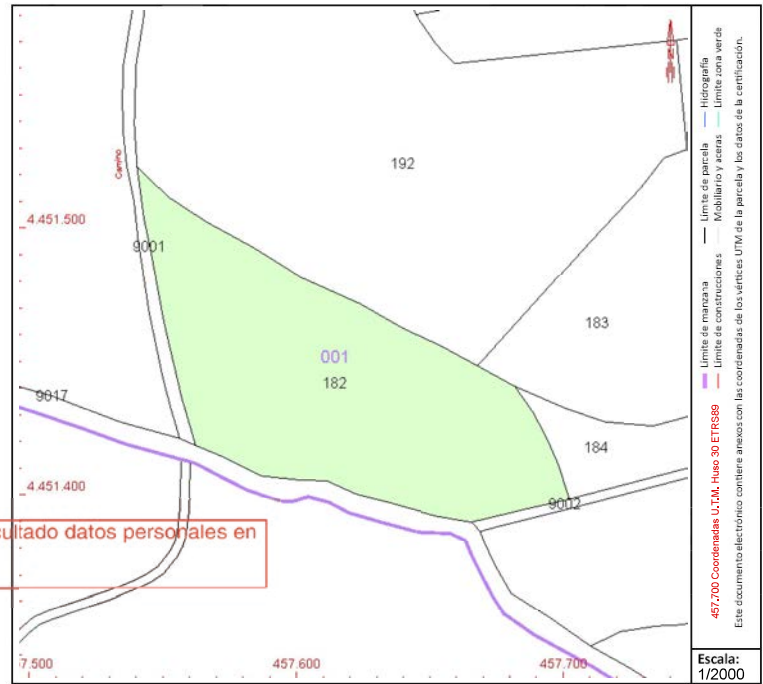 192
Camino
4.451.500
9001
183
001
182
9017
184
4.451.400
9002
cultado datos personales en
7.500
457.600
457.700
Límite de manzana
Límite de parcela
Hidrografía
Límite de construcciones
Mobiliario y aceras
Límite zona verde
457.700 Coordenadas U.T.M. Huso 30 ETRS89
Este documento electrónico contiene anexos con las coordenadas de los vértices UTM de la parcela y los datos de la certificación.
Escala:
1/2000